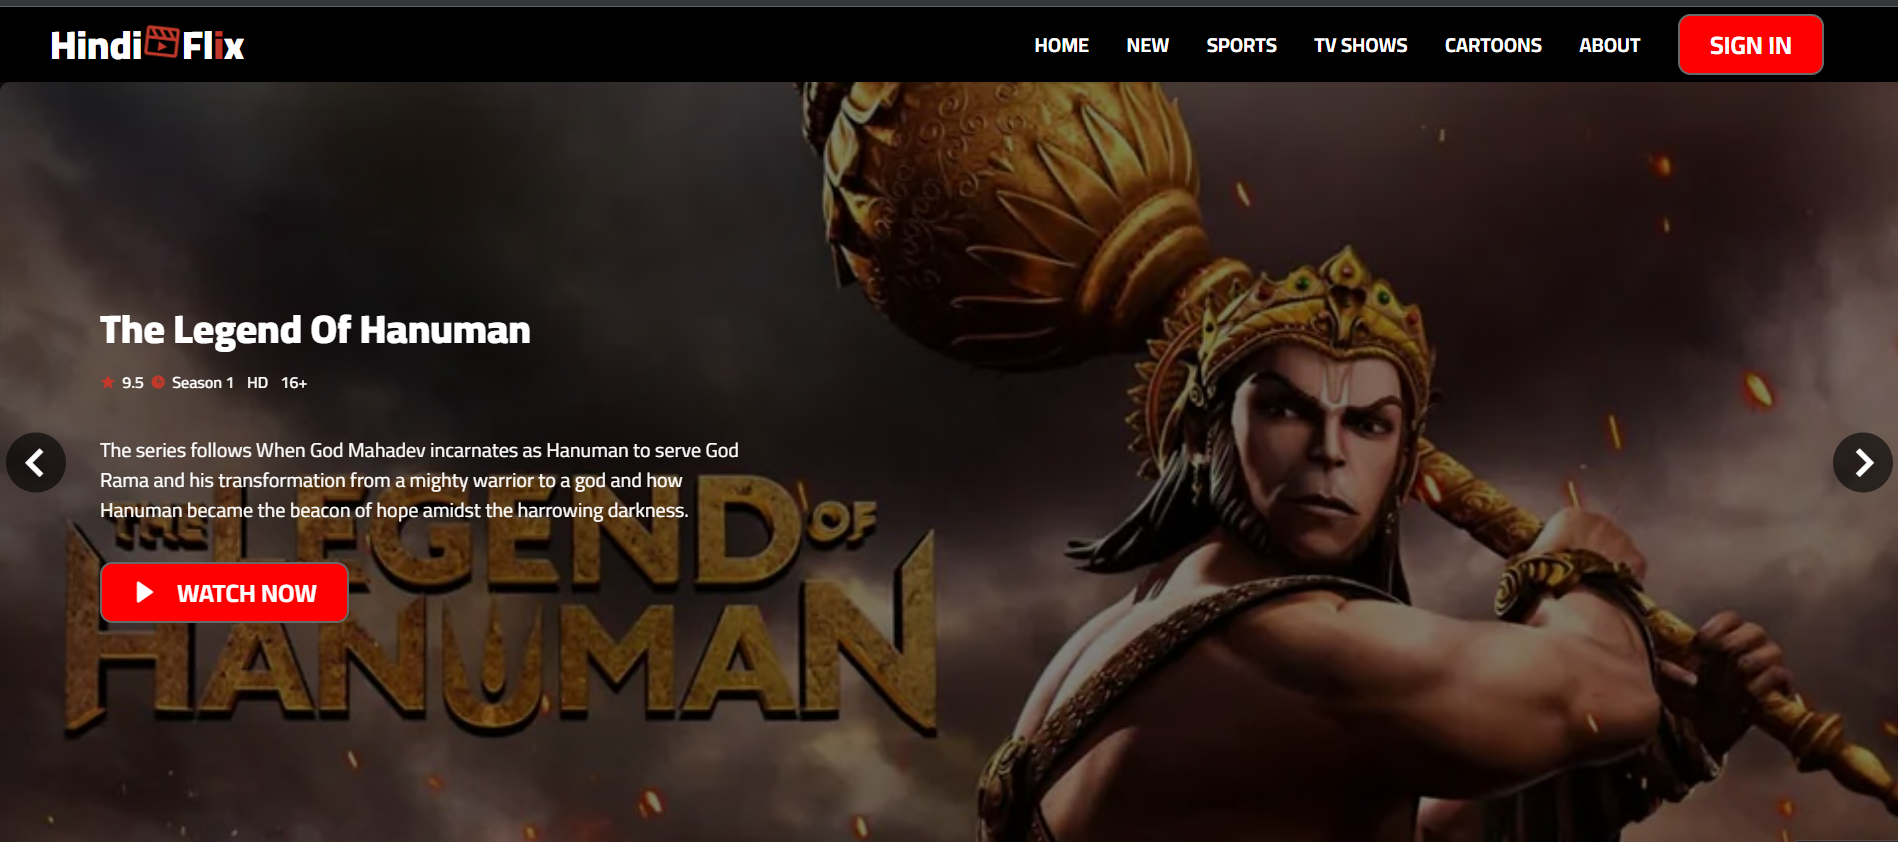 HindiFlix
HOME NEW SPORTS TV SHOWS CARTOONS ABOUT SIGN IN
The Legend Of Hanuman
9.5 Season 1 HD 16+
The series follows When God Mahadev incarnates as Hanuman to serve God
Rama and his transformation from a mighty warrior to a god and how
Hanuman became the beacon of hope amidst the harrowing darkness.
THE LEGEND OF
HANUMAN
WATCH NOW